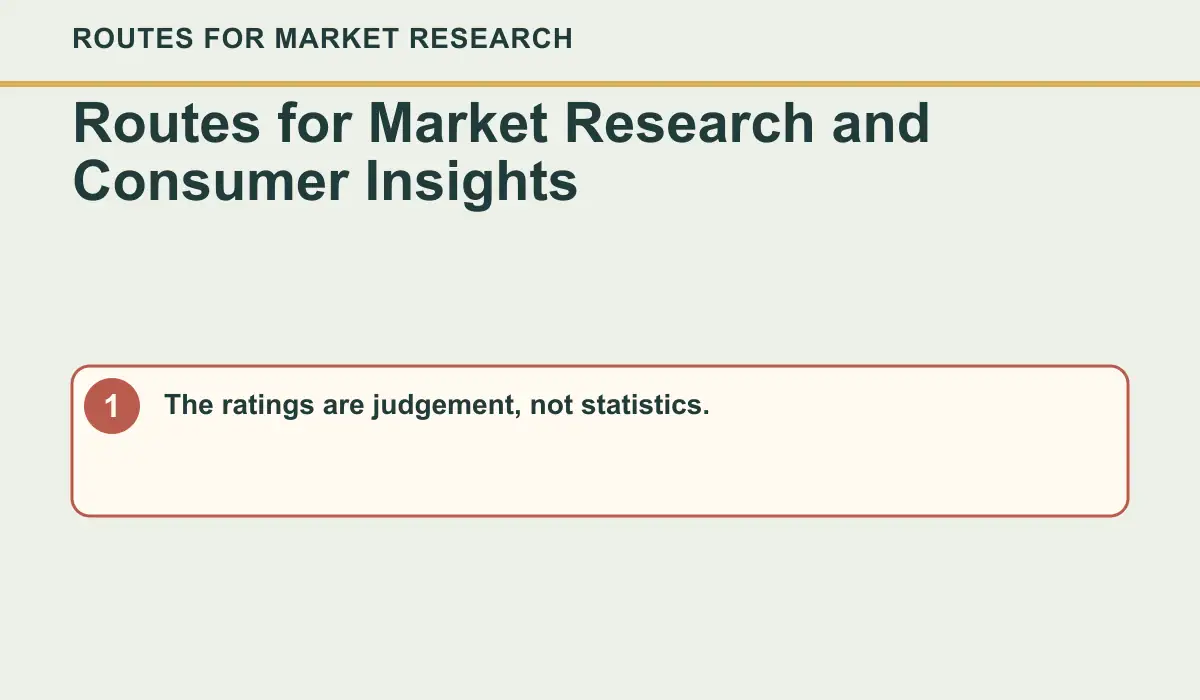 ROUTES FOR MARKET RESEARCH
Routes for Market Research and
Consumer Insights
1
The ratings are judgement, not statistics.